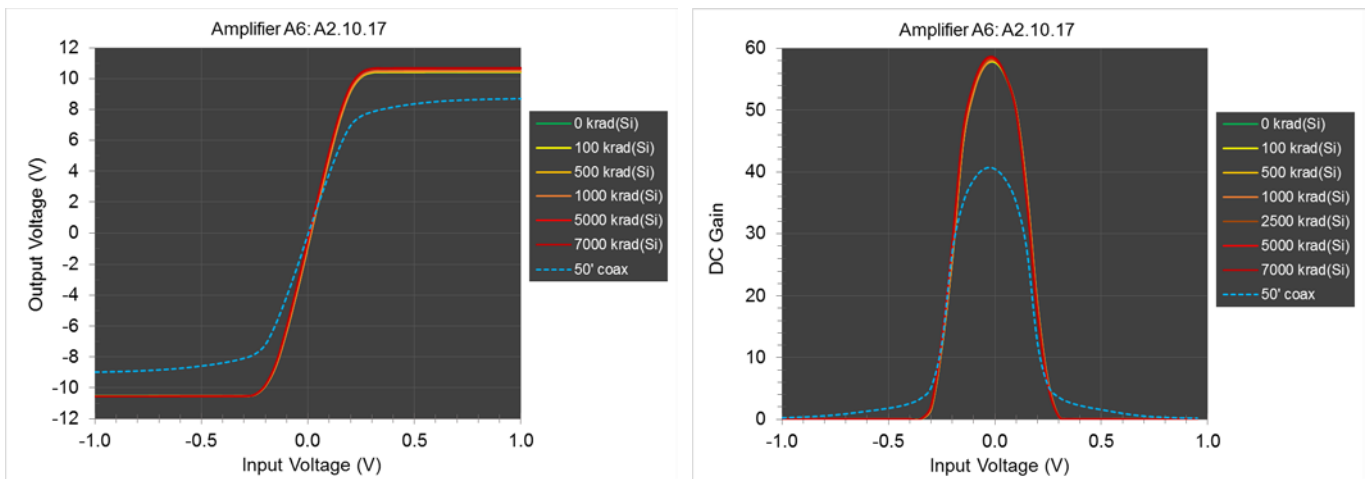 Amplifier A6: A2.10.17
12
10
8
6
4
2
0
-2
-4
-6
-8
-10
-12
Output Voltage (V)
-1.0 -0.5 0.0 0.5 1.0
Input Voltage (V)
0 krad(Si)
100 krad(Si)
500 krad(Si)
1000 krad(Si)
5000 krad(Si)
7000 krad(Si)
50' coax
Amplifier A6: A2.10.17
60
50
40
30
20
10
0
DC Gain
-1.0 -0.5 0.0 0.5 1.0
Input Voltage (V)
0 krad(Si)
100 krad(Si)
500 krad(Si)
1000 krad(Si)
2500 krad(Si)
5000 krad(Si)
7000 krad(Si)
50' coax